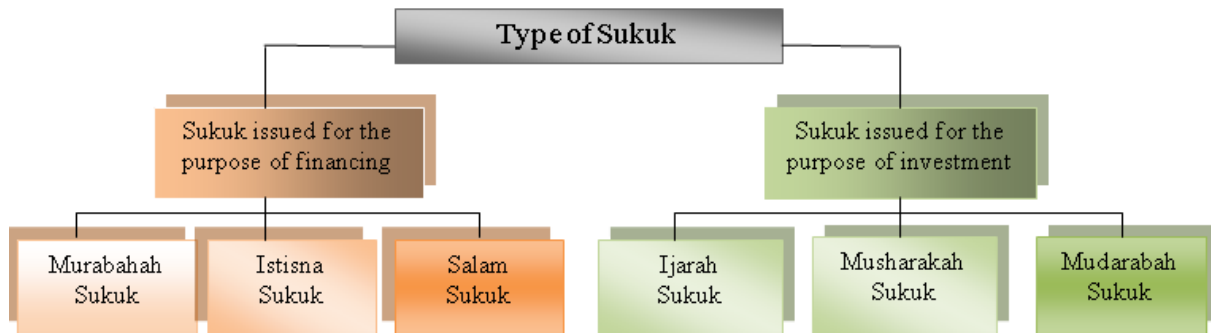 Type of Sukuk
Sukuk issued for the
purpose of financing
Sukuk issued for the
purpose of investment
Murabahah
Sukuk
Istisna
Sukuk
Salam
Sukuk
Ijarah
Sukuk
Musharakah
Sukuk
Mudarabah
Sukuk